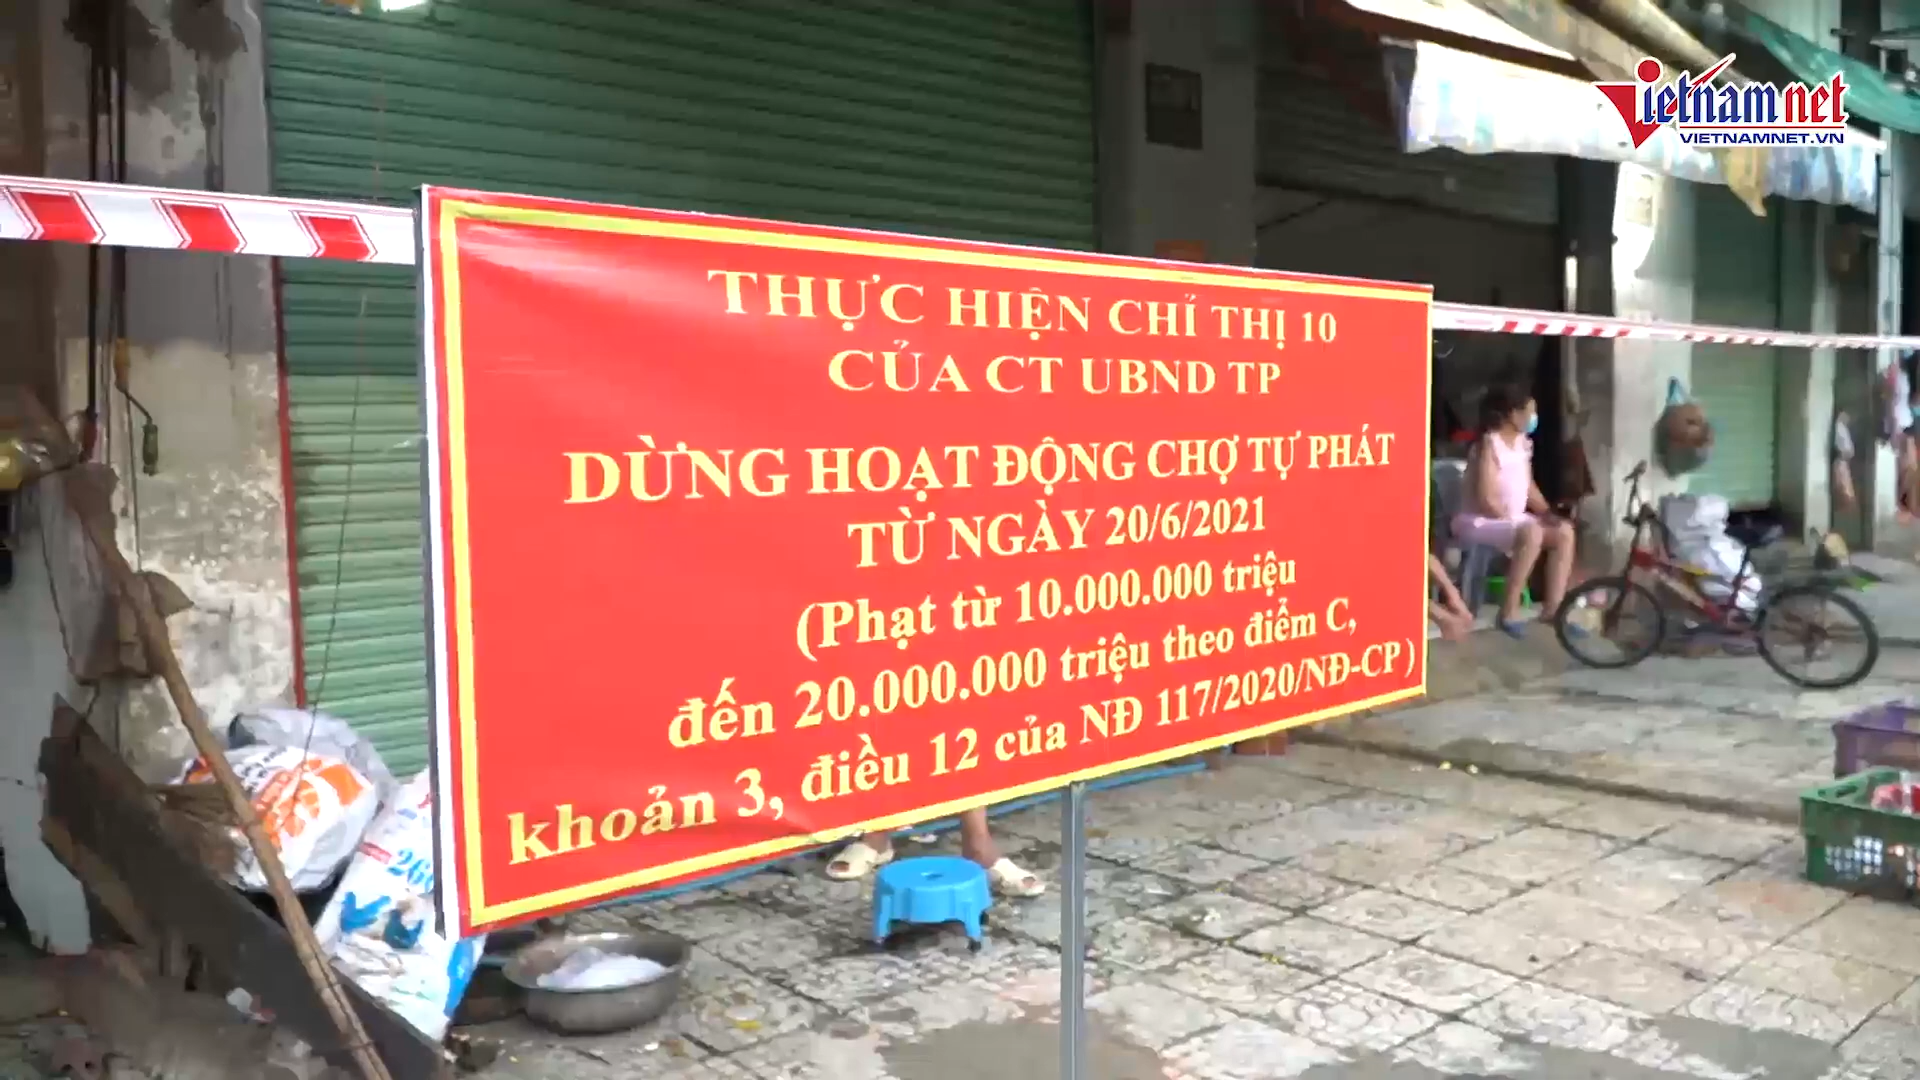 vietnamnet
VIETNAMNET.VN
THỰC HIỆN CHỈ THỊ 10
CỦA CT UBND TP
DỪNG HOẠT ĐỘNG CHỢ TỰ PHÁT
TỪ NGÀY 20/6/2021
(Phạt từ 10.000.000 triệu
đến 20.000.000 triệu theo điểm C,
khoản 3, điều 12 của NĐ 117/2020/NĐ-CP)